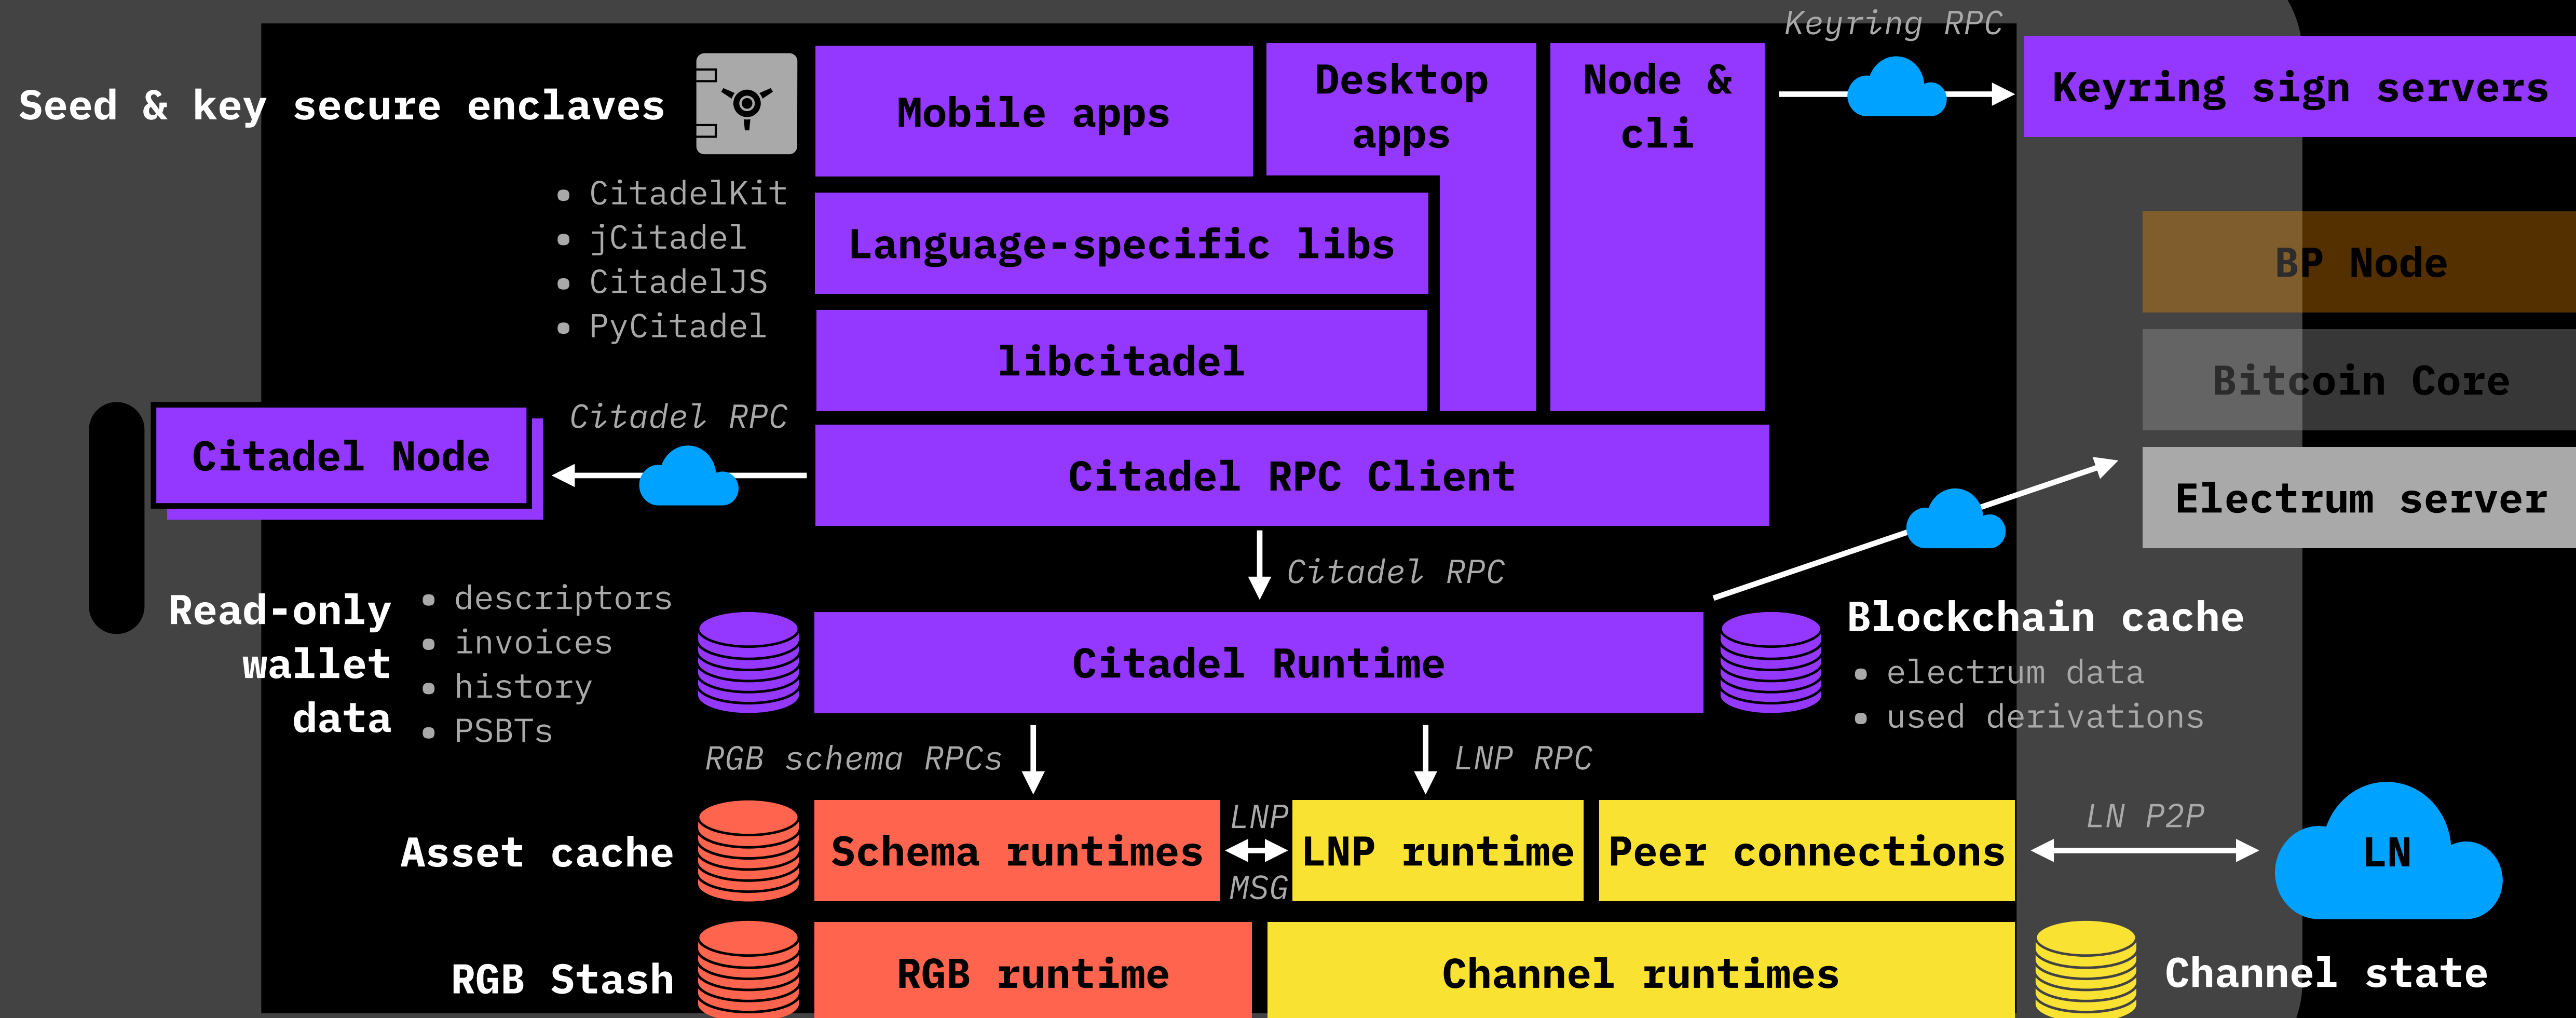 Keyring RPC
Seed & key secure enclaves
Mobile apps
Desktop
apps
Node &
cli
Keyring sign servers
• CitadelKit
• jCitadel
• CitadelJS
• PyCitadel
Language-specific libs
BP Node
libcitadel
Bitcoin Core
Citadel Node
Citadel RPC
Citadel RPC Client
Electrum server
Citadel RPC
Read-only
wallet
data
• descriptors
• invoices
• history
• PSBTs
Citadel Runtime
Blockchain cache
• electrum data
• used derivations
RGB schema RPCs
LNP RPC
Asset cache
Schema runtimes
LNP
MSG
LNP runtime
Peer connections
LN P2P
LN
RGB Stash
RGB runtime
Channel runtimes
Channel state